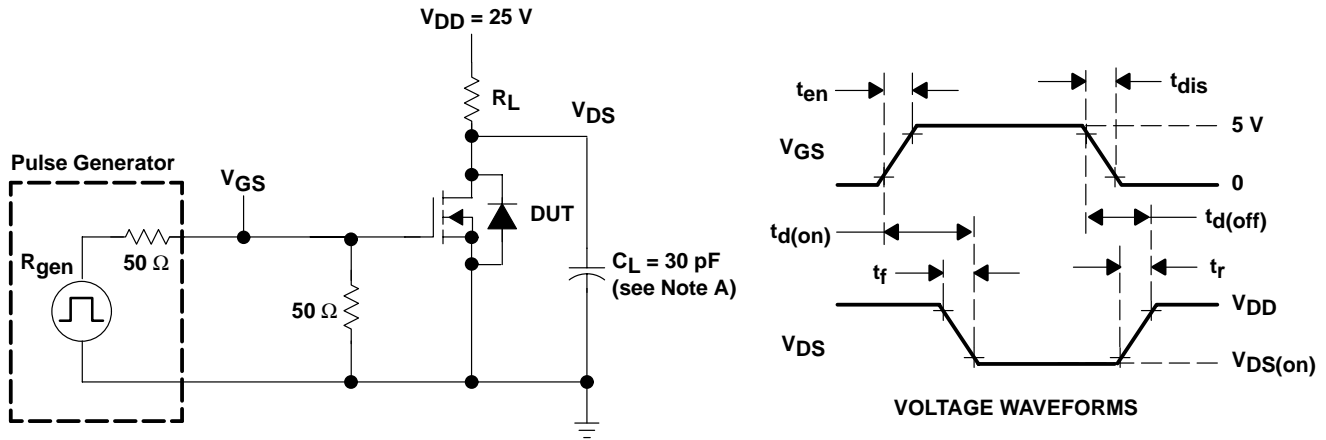 VDD = 25 V
RL
VDS
Pulse Generator
VGS
Rgen
50 Ω
50 Ω
DUT
CL = 30 pF
(see Note A)
ten
tdis
5 V
VGS
0
td(on)
td(off)
tf
tr
VDD
VDS
VDS(on)
VOLTAGE WAVEFORMS